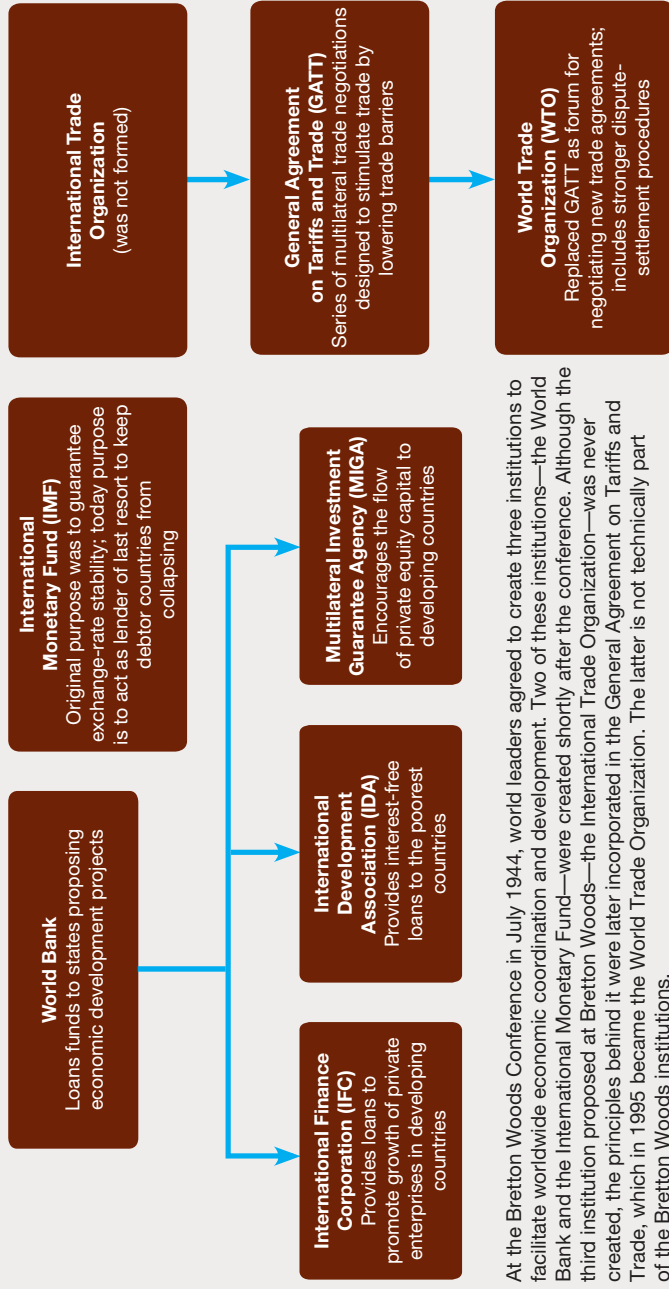 World Bank
Loans funds to states proposing
economic development projects
International
Monetary Fund (IMF)
Original purpose was to guarantee
exchange-rate stability; today purpose
is to act as lender of last resort to keep
debtor countries from
collapsing
International Trade
Organization
(was not formed)
International Finance
Corporation (IFC)
Provides loans to
promote growth of private
enterprises in developing
countries
International
Development
Association (IDA)
Provides interest-free
loans to the poorest
countries
Multilateral Investment
Guarantee Agency (MIGA)
Encourages the flow
of private equity capital to
developing countries
General Agreement
on Tariffs and Trade (GATT)
Series of multilateral trade negotiations
designed to stimulate trade by
lowering trade barriers
World Trade
Organization (WTO)
Replaced GATT as forum for
negotiating new trade agreements;
includes stronger dispute-
settlement procedures
At the Bretton Woods Conference in July 1944, world leaders agreed to create three institutions to
facilitate worldwide economic coordination and development. Two of these institutions—the World
Bank and the International Monetary Fund—were created shortly after the conference. Although the
third institution proposed at Bretton Woods—the International Trade Organization—was never
created, the principles behind it were later incorporated in the General Agreement on Tariffs and
Trade, which in 1995 became the World Trade Organization. The latter is not technically part
of the Bretton Woods institutions.